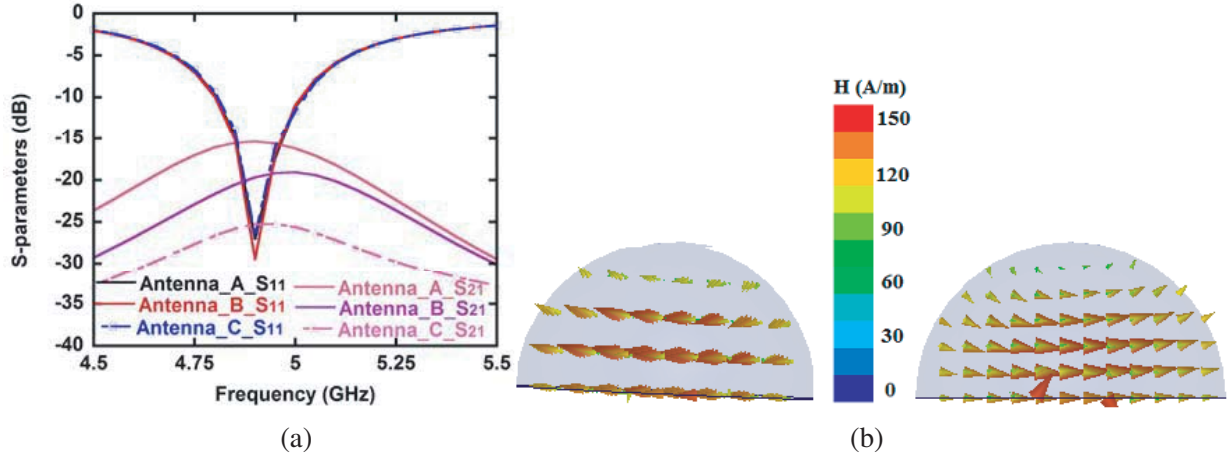 0
-5
-10
-15
-20
-25
-30
-35
-40
S-parameters (dB)
Antenna_A_S11 Antenna_A_S21
Antenna_B_S11 Antenna_B_S21
Antenna_C_S11 Antenna_C_S21
4.5 4.75 5 5.25 5.5
Frequency (GHz)
H (A/m)
150
120
90
60
30
0
(a) (b)